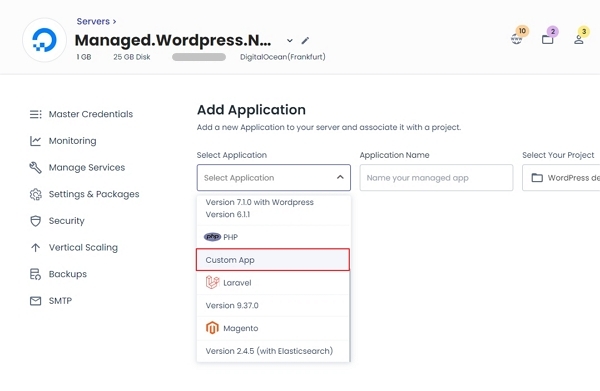 Servers >
Managed.Wordpress.N...
1 GB 25 GB Disk DigitalOcean(Frankfurt)
10 2 3
www
Master Credentials
Monitoring
Manage Services
Settings & Packages
Security
Vertical Scaling
Backups
SMTP
Add Application
Add a new Application to your server and associate it with a project.
Select Application Application Name Select Your Project
Select Application Name your managed app WordPress de
Version 7.1.0 with Wordpress
Version 6.1.1
php PHP
Custom App
Laravel
Version 9.37.0
Magento
Version 2.4.5 (with Elasticsearch)